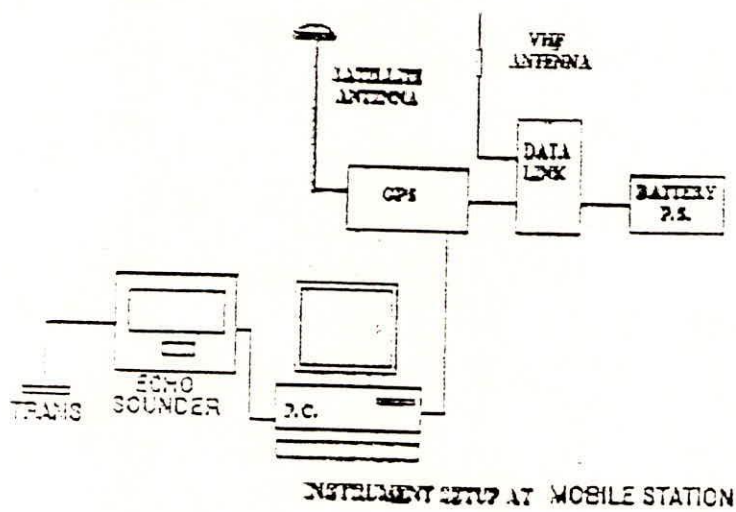 VHF
ANTENNA
SATELLITE
ANTENNA
DATA
LINK
GPS
BATTERY
P.S.
ECHO
SOUNDER
TRANS
P.C.
INSTRUMENT SETUP AT MOBILE STATION